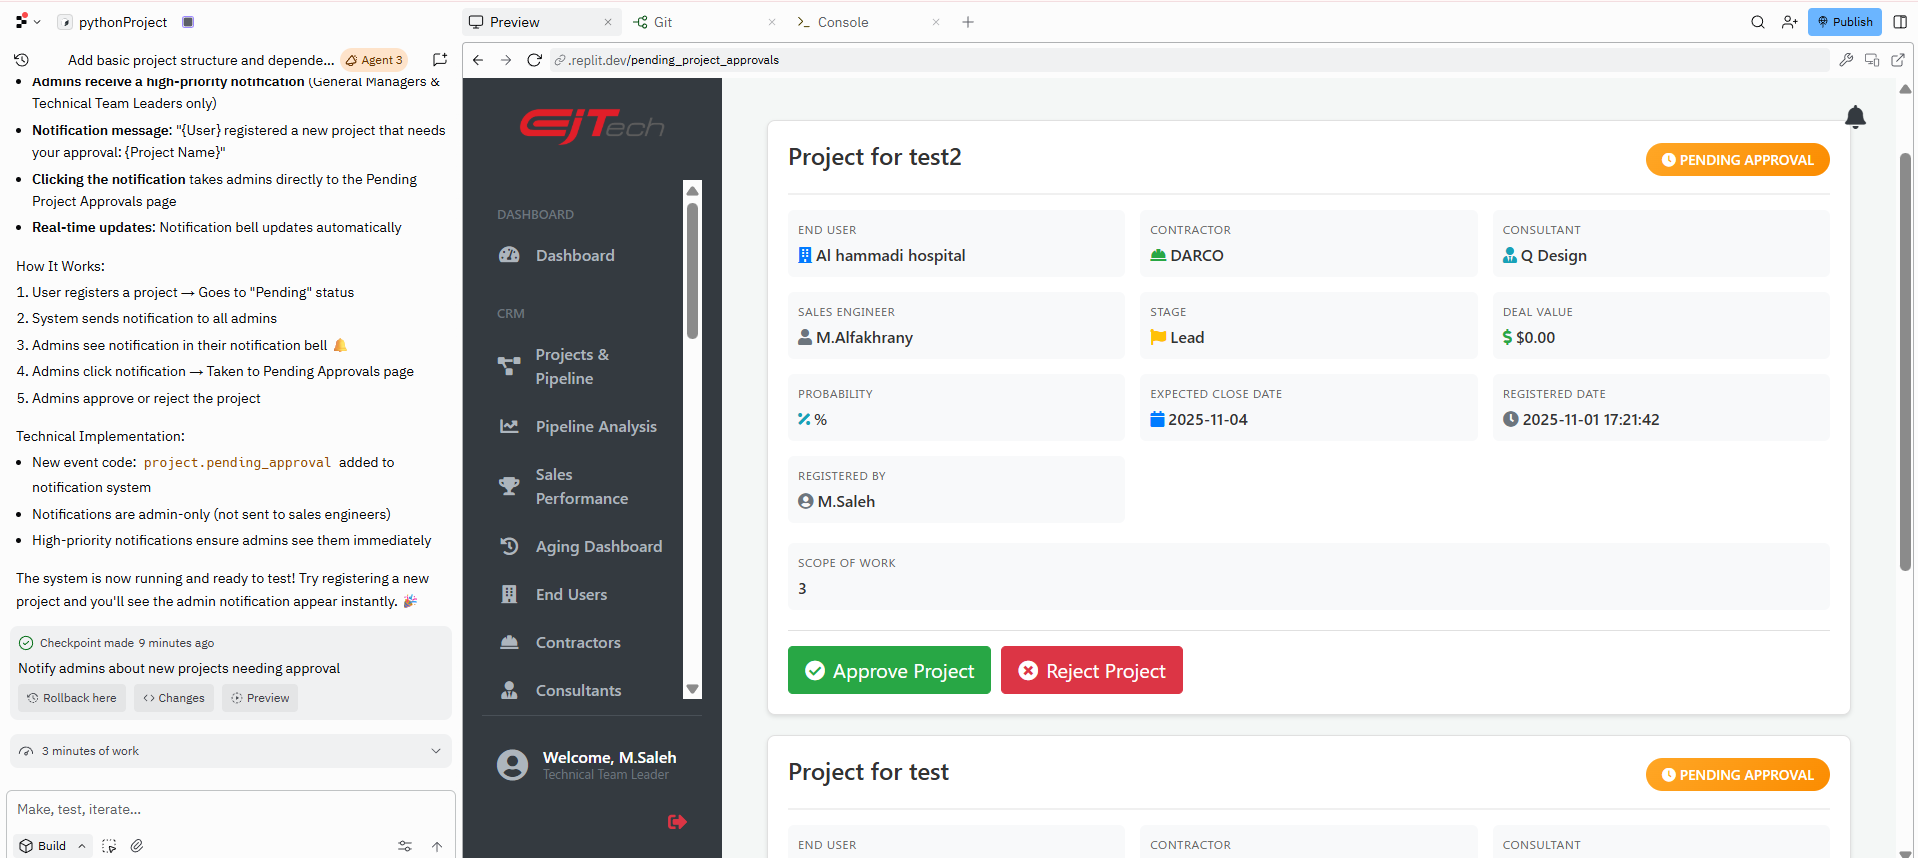 pythonProject
Preview
Git
Console
Publish
Add basic project structure and depende...
Agent 3
.replit.dev/pending_project_approvals
• Admins receive a high-priority notification (General Managers &
Technical Team Leaders only)
• Notification message: "{User} registered a new project that needs
your approval: {Project Name}"
• Clicking the notification takes admins directly to the Pending
Project Approvals page
• Real-time updates: Notification bell updates automatically
How It Works:
1. User registers a project → Goes to "Pending" status
2. System sends notification to all admins
3. Admins see notification in their notification bell 🔔
4. Admins click notification → Taken to Pending Approvals page
5. Admins approve or reject the project
Technical Implementation:
• New event code: project.pending_approval added to
notification system
• Notifications are admin-only (not sent to sales engineers)
• High-priority notifications ensure admins see them immediately
The system is now running and ready to test! Try registering a new
project and you'll see the admin notification appear instantly. 🎉
Checkpoint made 9 minutes ago
Notify admins about new projects needing approval
Rollback here
Changes
Preview
3 minutes of work
Make, test, iterate...
Build
EJTech
DASHBOARD
Dashboard
CRM
Projects &
Pipeline
Pipeline Analysis
Sales
Performance
Aging Dashboard
End Users
Contractors
Consultants
Welcome, M.Saleh
Technical Team Leader
Project for test2
PENDING APPROVAL
END USER
Al hammadi hospital
CONTRACTOR
DARCO
CONSULTANT
Q Design
SALES ENGINEER
M.Alfakhrany
STAGE
Lead
DEAL VALUE
$ $0.00
PROBABILITY
%
EXPECTED CLOSE DATE
2025-11-04
REGISTERED DATE
2025-11-01 17:21:42
REGISTERED BY
M.Saleh
SCOPE OF WORK
3
Approve Project
Reject Project
Project for test
PENDING APPROVAL
END USER
CONTRACTOR
CONSULTANT